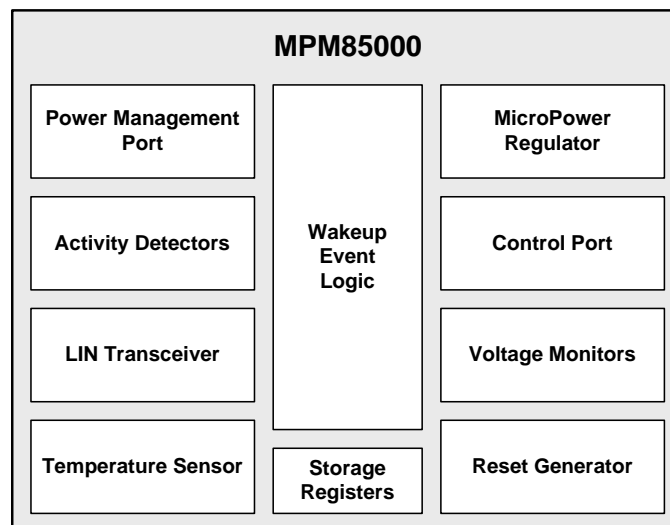 MPM85000
Power Management
Port
Activity Detectors
LIN Transceiver
Temperature Sensor
Wakeup
Event
Logic
Storage
Registers
MicroPower
Regulator
Control Port
Voltage Monitors
Reset Generator